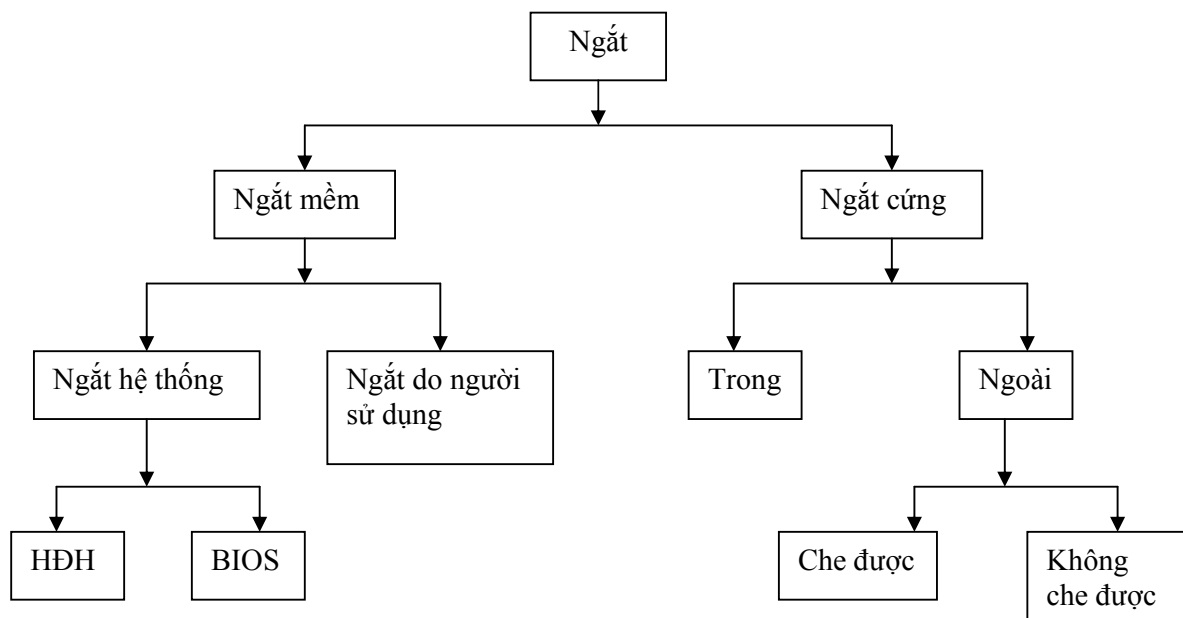 Ngắt
Ngắt mềm
Ngắt cứng
Ngắt hệ thống
Ngắt do người
sử dụng
Trong
Ngoài
HĐH
BIOS
Che được
Không
che được